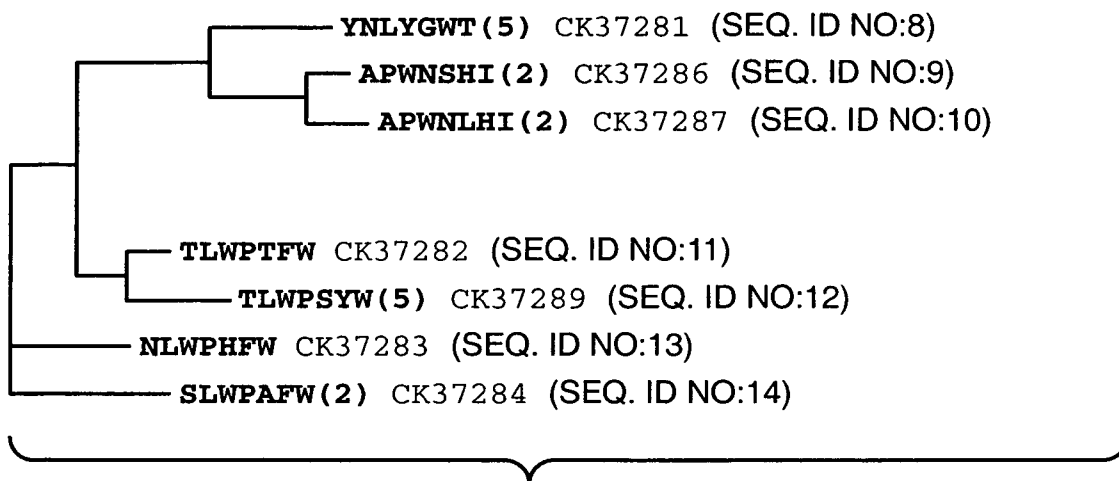 YNLYGWT(5) CK37281 (SEQ. ID NO:8)
APWNSHI(2) CK37286 (SEQ. ID NO:9)
APWNLHI(2) CK37287 (SEQ. ID NO:10)
TLWPTFW CK37282 (SEQ. ID NO:11)
TLWPSYW(5) CK37289 (SEQ. ID NO:12)
NLWPHFW CK37283 (SEQ. ID NO:13)
SLWPAFW(2) CK37284 (SEQ. ID NO:14)